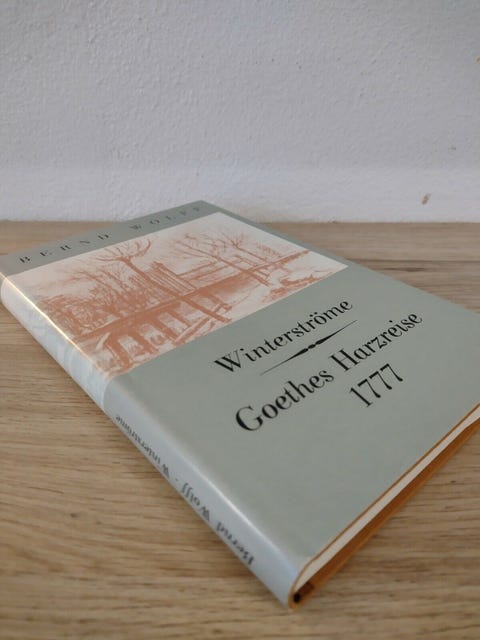 BERND WOLFF
Winterströme
Goethes Harzreise
1777
Bernd Wolff · Winterströme